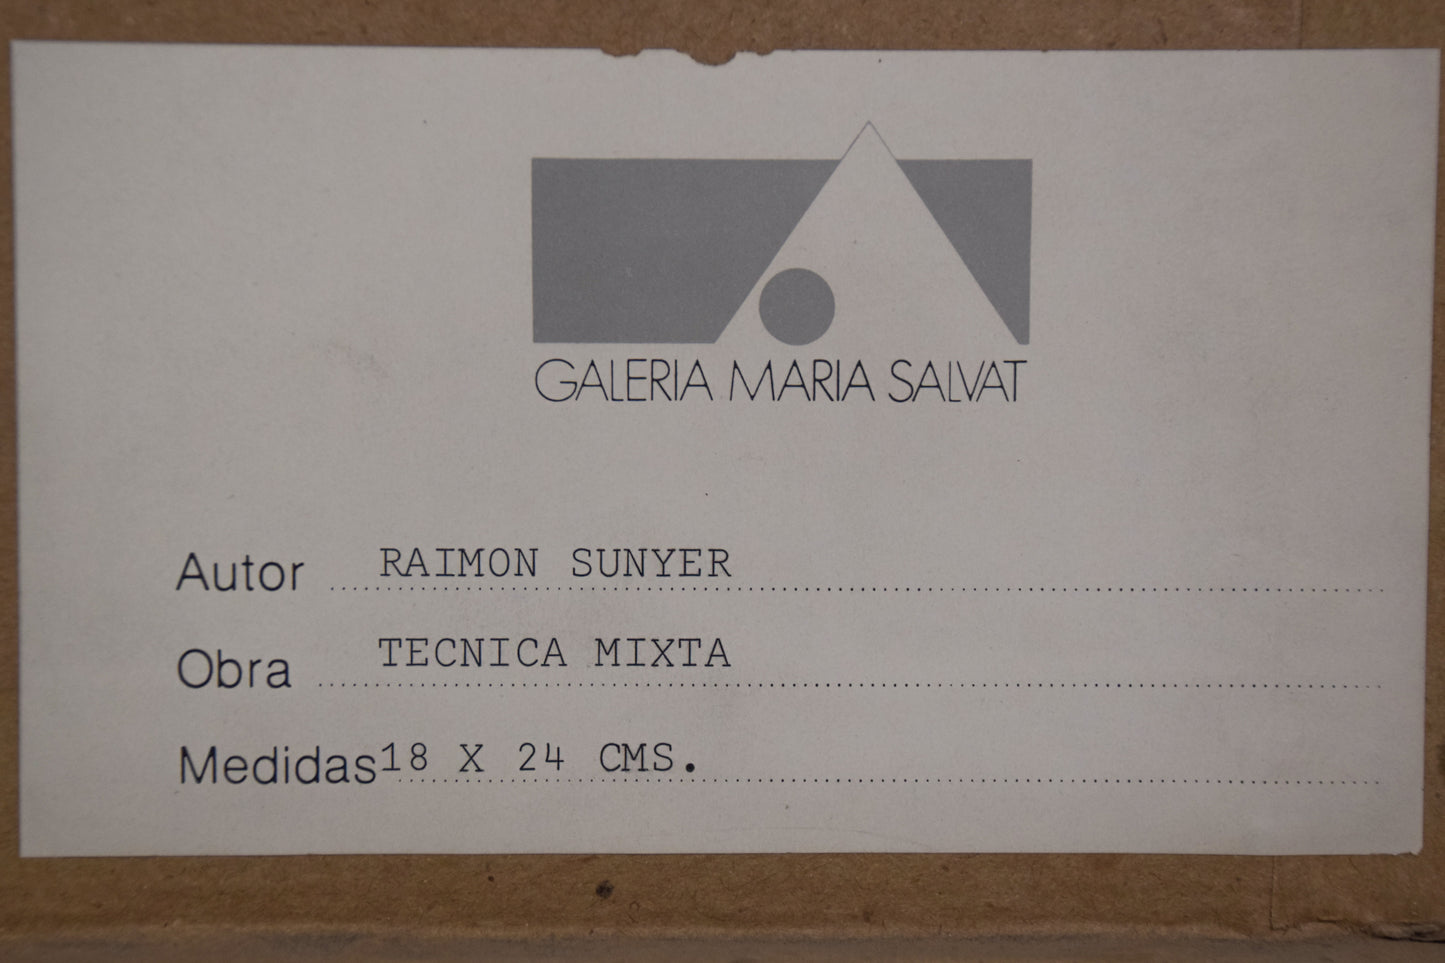 GALERIA MARIA SALVAT
Autor RAIMON SUNYER
Obra TECNICA MIXTA
Medidas 18 X 24 CMS.